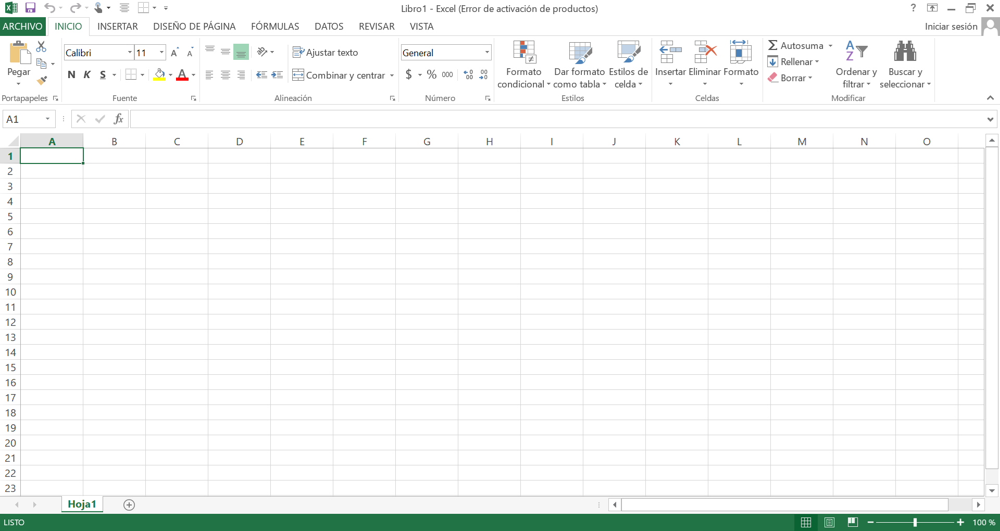 Libro1 - Excel (Error de activación de productos)
ARCHIVO INICIO INSERTAR DISEÑO DE PÁGINA FÓRMULAS DATOS REVISAR VISTA Iniciar sesión
Pegar
Portapapeles
Calibri 11
N K S
Fuente
Ajustar texto
Combinar y centrar
Alineación
General
$ % 000
Número
Formato condicional
Dar formato como tabla
Estilos de celda
Estilos
Insertar Eliminar Formato
Celdas
Autosuma
Rellenar
Borrar
Ordenar y filtrar
Buscar y seleccionar
Modificar
A1 fx
A B C D E F G H I J K L M N O
1
2
3
4
5
6
7
8
9
10
11
12
13
14
15
16
17
18
19
20
21
22
23
Hoja1
LISTO 100 %